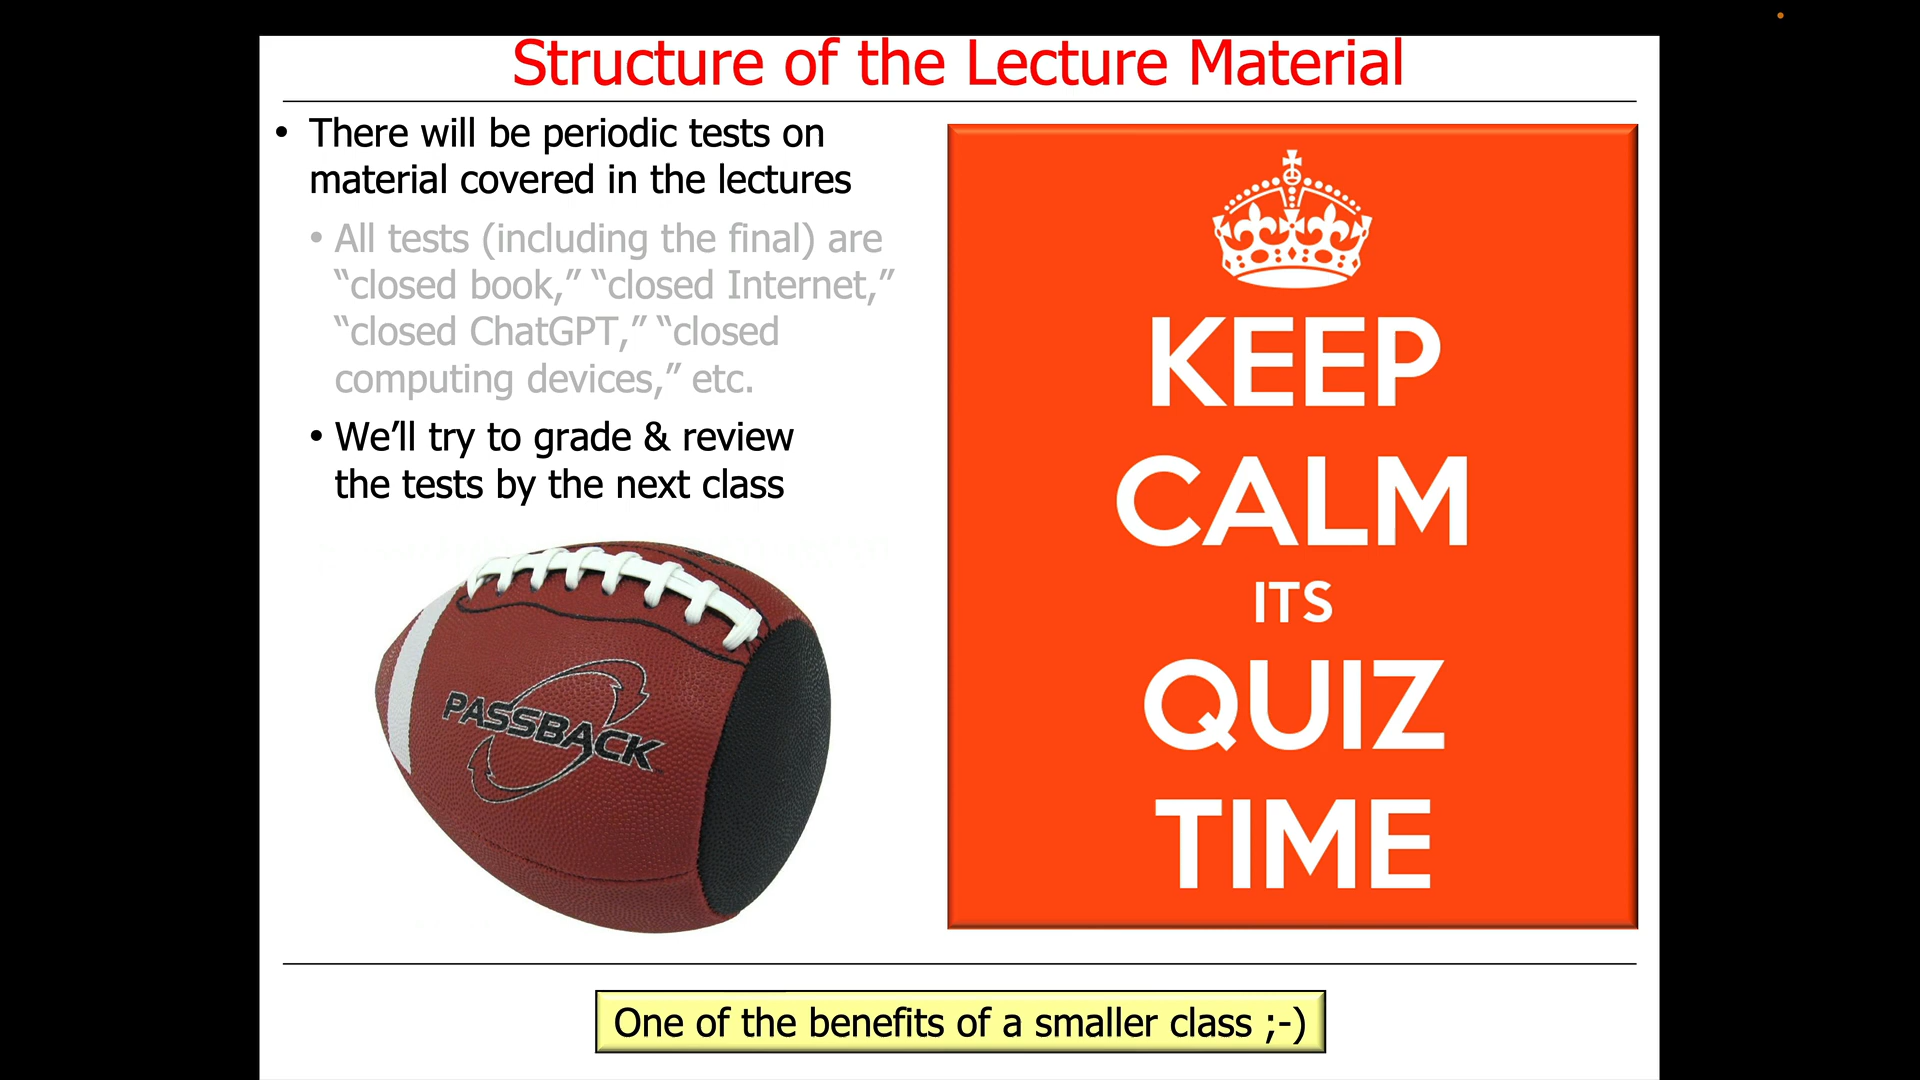 Structure of the Lecture Material
• There will be periodic tests on
material covered in the lectures
• All tests (including the final) are
“closed book,” “closed Internet,”
“closed ChatGPT,” “closed
computing devices,” etc.
• We’ll try to grade & review
the tests by the next class
PASSBACK
KEEP
CALM
ITS
QUIZ
TIME
One of the benefits of a smaller class ;-)